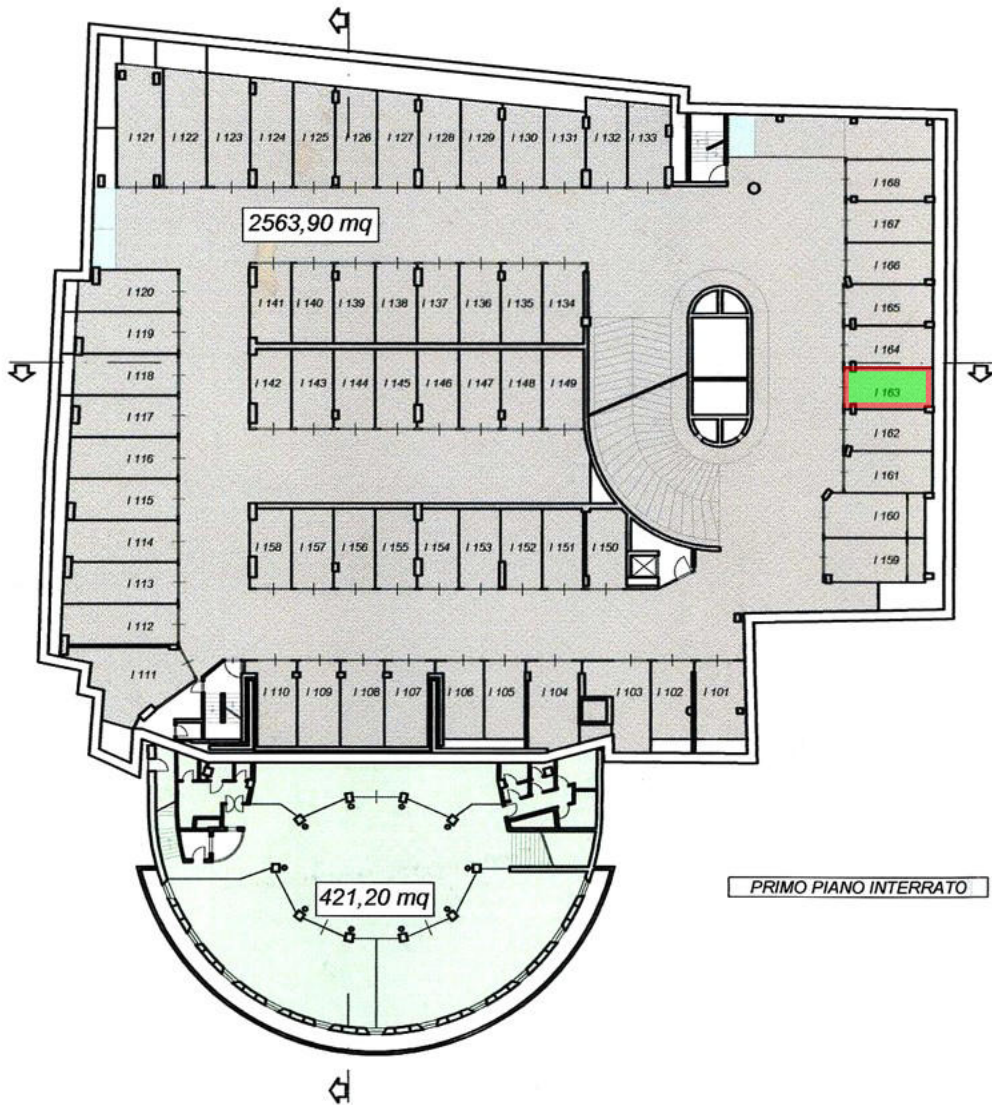 I 121 I 122 I 123 I 124 I 125 I 126 I 127 I 128 I 129 I 130 I 131 I 132 I 133
I 168
I 167
2563,90 mq
I 166
I 120
I 141 I 140 I 139 I 138 I 137 I 136 I 135 I 134
I 165
I 119
I 164
I 118
I 142 I 143 I 144 I 145 I 146 I 147 I 148 I 149
I 163
I 117
I 162
I 116
I 161
I 115
I 160
I 114
I 158 I 157 I 156 I 155 I 154 I 153 I 152 I 151 I 150
I 159
I 113
I 112
I 111
I 110 I 109 I 108 I 107 I 106 I 105 I 104 I 103 I 102 I 101
PRIMO PIANO INTERRATO
421,20 mq